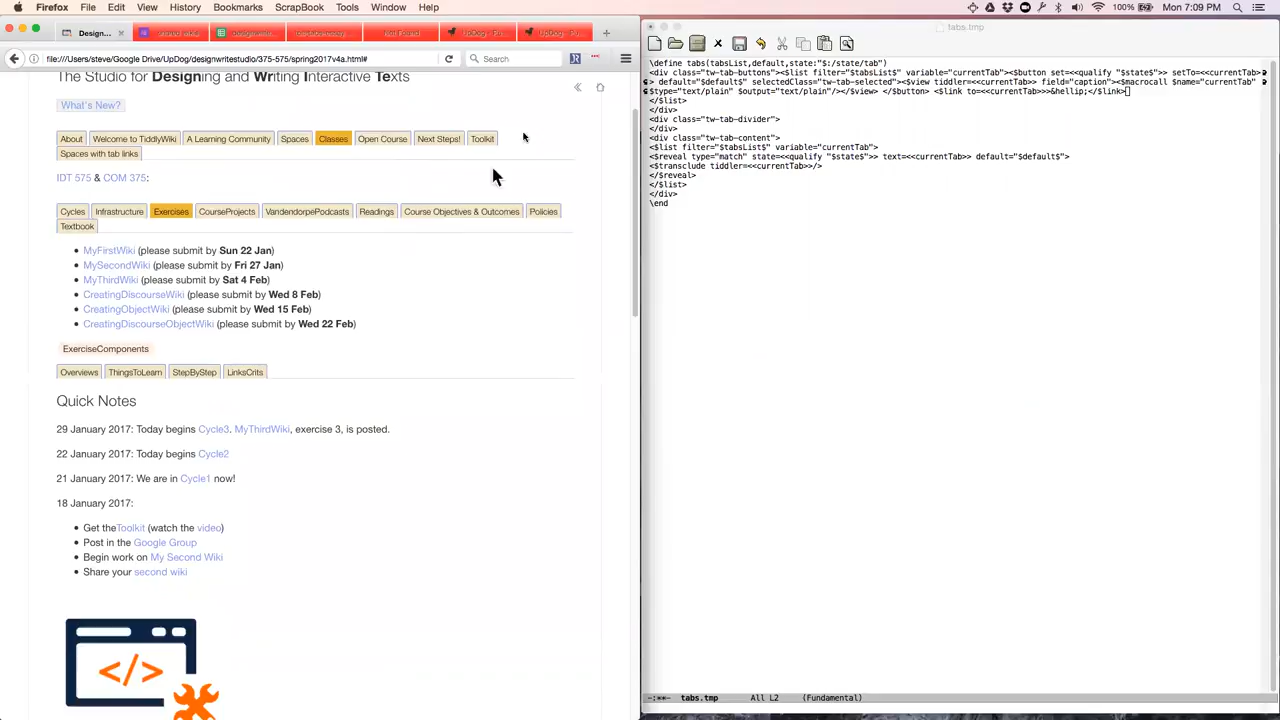 Firefox File Edit View History Bookmarks ScrapBook Tools Window Help
100% Mon 7:09 PM
Design...
Not Found
UpDog - Pu...
UpDog - Pu...
file:///Users/steve/Google Drive/UpDog/designwritestudio/375-575/spring2017v4a.html#
Search
The Studio for Designing and Writing Interactive Texts
What's New?
About Welcome to TiddlyWiki A Learning Community Spaces Classes Open Course Next Steps! Toolkit
Spaces with tab links
IDT 575 & COM 375:
Cycles Infrastructure Exercises CourseProjects VandendorpePodcasts Readings Course Objectives & Outcomes Policies
Textbook
MyFirstWiki (please submit by Sun 22 Jan)
MySecondWiki (please submit by Fri 27 Jan)
MyThirdWiki (please submit by Sat 4 Feb)
CreatingDiscourseWiki (please submit by Wed 8 Feb)
CreatingObjectWiki (please submit by Wed 15 Feb)
CreatingDiscourseObjectWiki (please submit by Wed 22 Feb)
ExerciseComponents
Overviews ThingsToLearn StepByStep LinksCrits
Quick Notes
29 January 2017: Today begins Cycle3. MyThirdWiki, exercise 3, is posted.
22 January 2017: Today begins Cycle2
21 January 2017: We are in Cycle1 now!
18 January 2017:
Get theToolkit (watch the video)
Post in the Google Group
Begin work on My Second Wiki
Share your second wiki
</>
tabs.tmp
\define tabs(tabsList,default,state:"$:/state/tab")
<div class="tw-tab-buttons"><$list filter="$tabsList$" variable="currentTab"><$button set=<<qualify "$state$">> setTo=<<currentTab>
> default="$default$" selectedClass="tw-tab-selected"><$view tiddler=<<currentTab>> field="caption"><$macrocall $name="currentTab"
$type="text/plain" $output="text/plain"/></$view> </$button> <$link to=<<currentTab>>>&hellip;</$link>
</$list>
</div>
<div class="tw-tab-divider">
</div>
<div class="tw-tab-content">
<$list filter="$tabsList$" variable="currentTab">
<$reveal type="match" state=<<qualify "$state$">> text=<<currentTab>> default="$default$">
<$transclude tiddler=<<currentTab>>/>
</$reveal>
</$list>
</div>
\end
-:**- tabs.tmp All L2 (Fundamental)